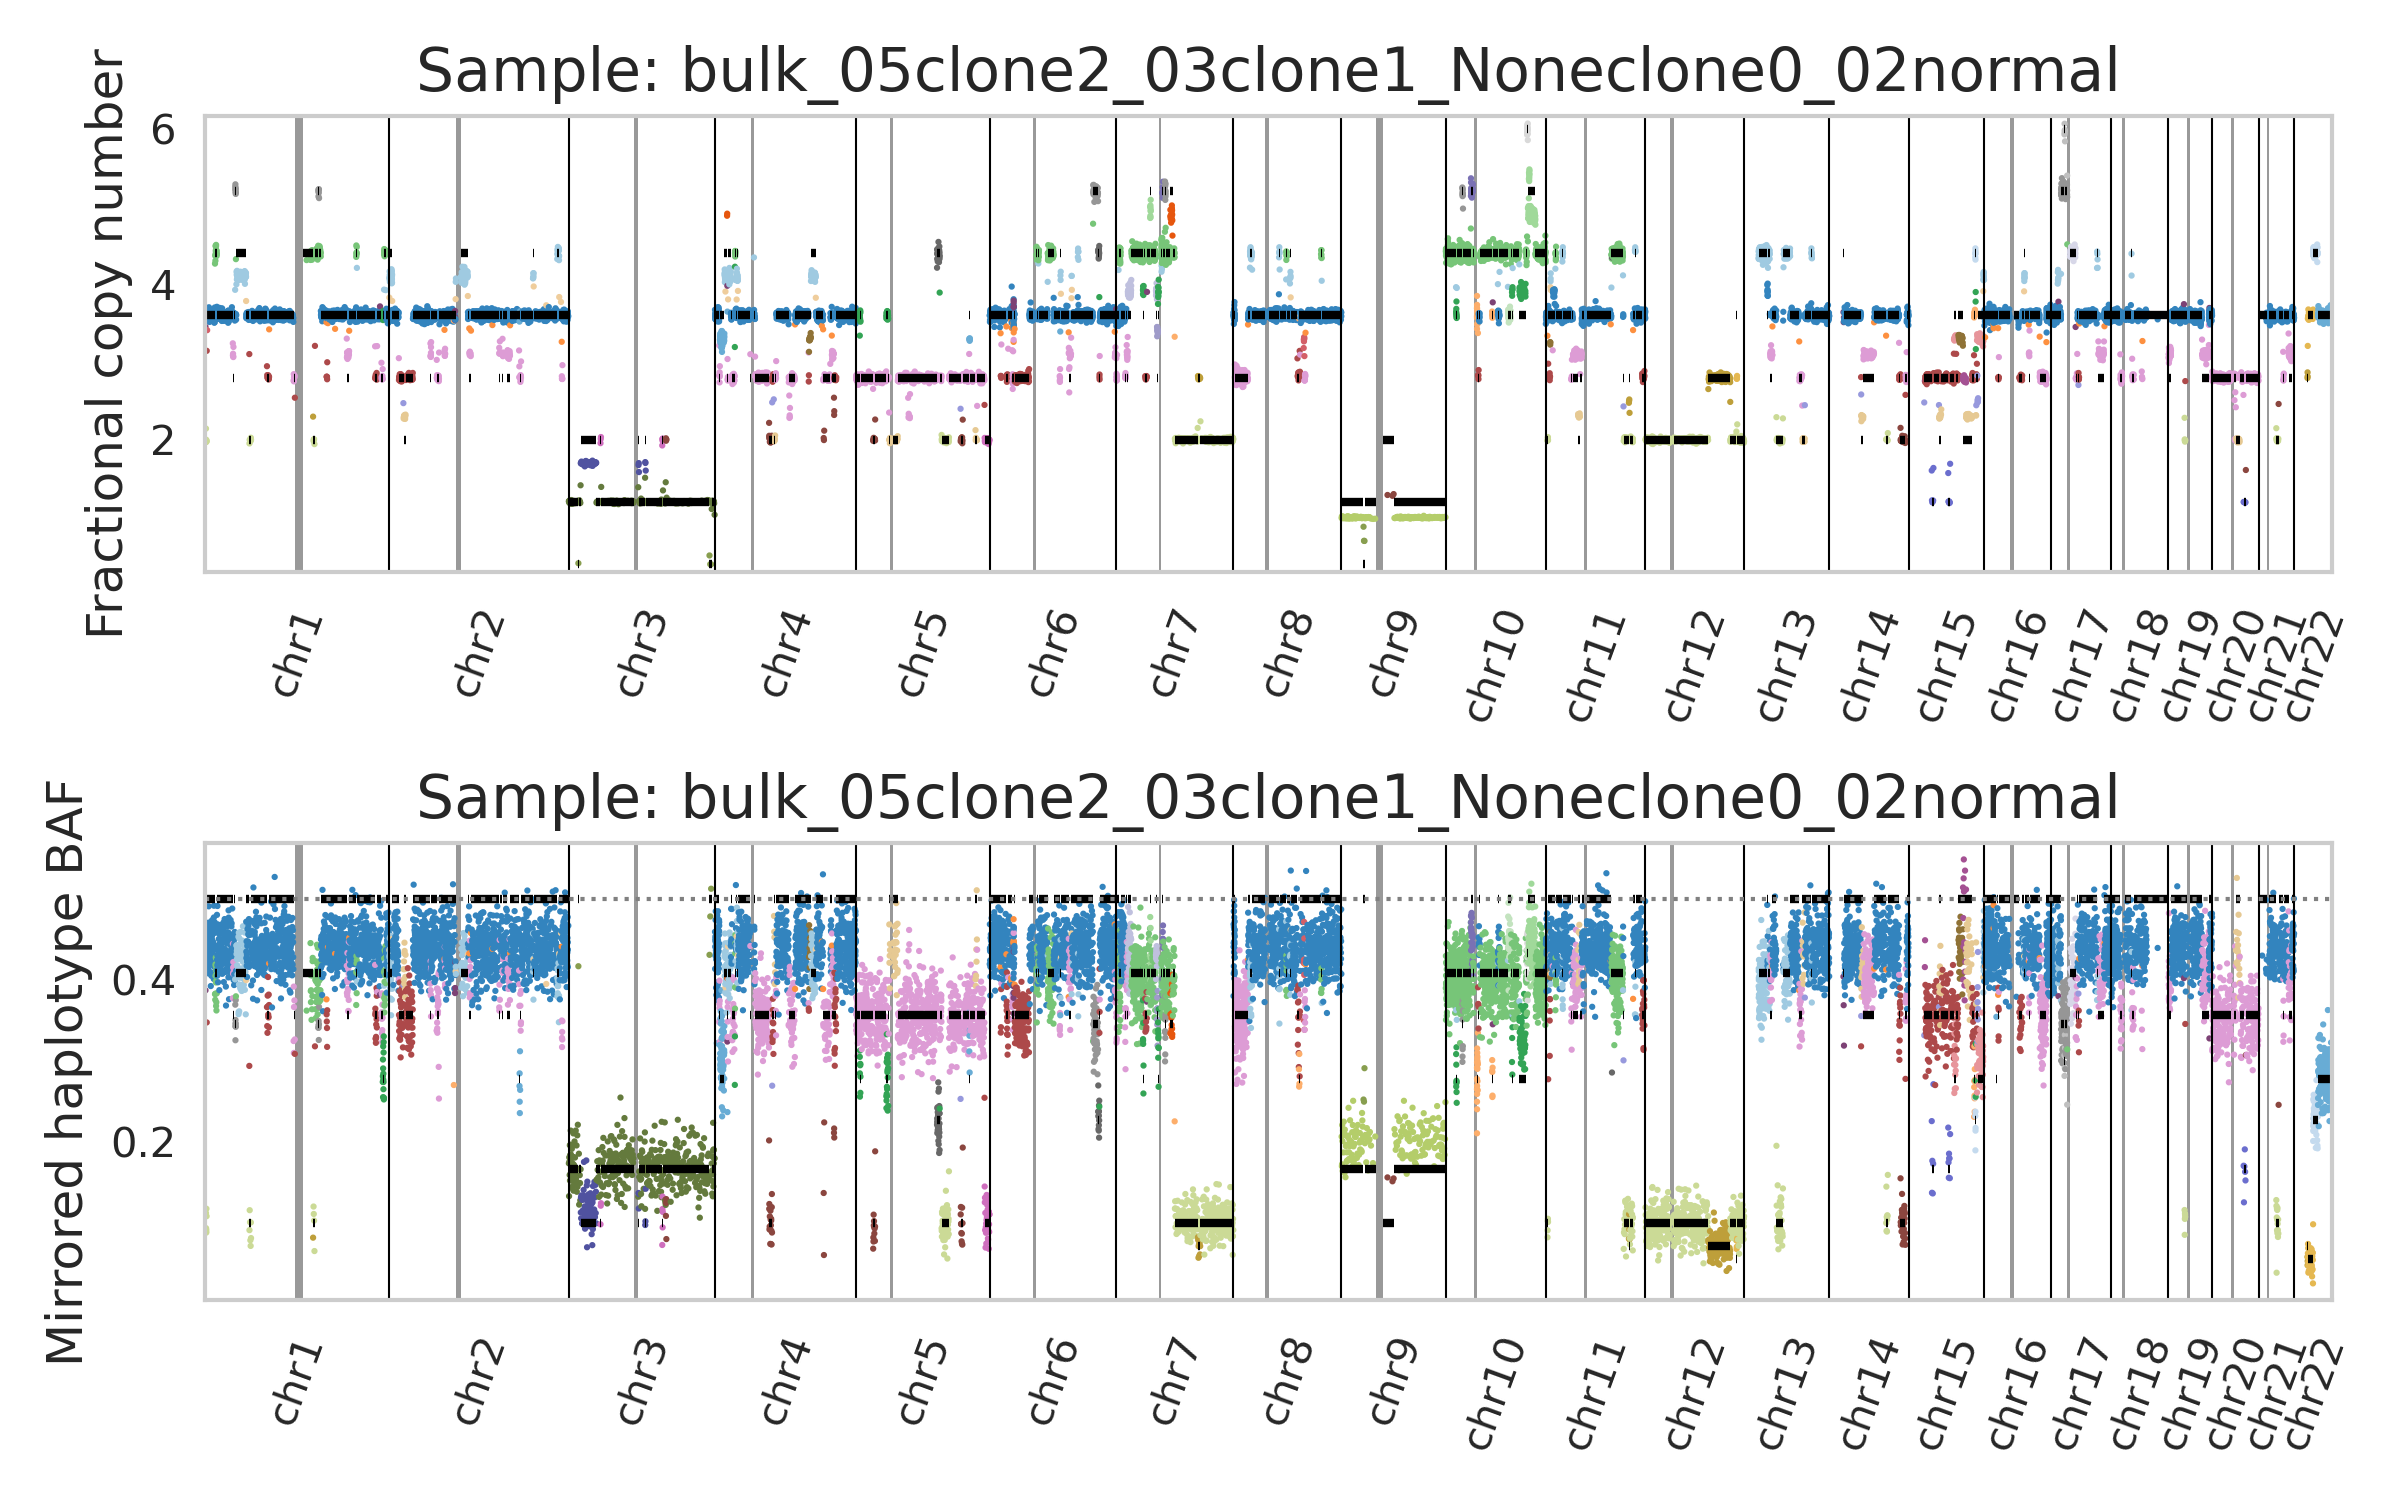 Sample: bulk_05clone2_03clone1_Noneclone0_02normal
Fractional copy number
6
4
2
chr1
chr2
chr3
chr4
chr5
chr6
chr7
chr8
chr9
chr10
chr11
chr12
chr13
chr14
chr15
chr16
chr17
chr18
chr19
chr20
chr21
chr22
Sample: bulk_05clone2_03clone1_Noneclone0_02normal
Mirrored haplotype BAF
0.4
0.2
chr1
chr2
chr3
chr4
chr5
chr6
chr7
chr8
chr9
chr10
chr11
chr12
chr13
chr14
chr15
chr16
chr17
chr18
chr19
chr20
chr21
chr22